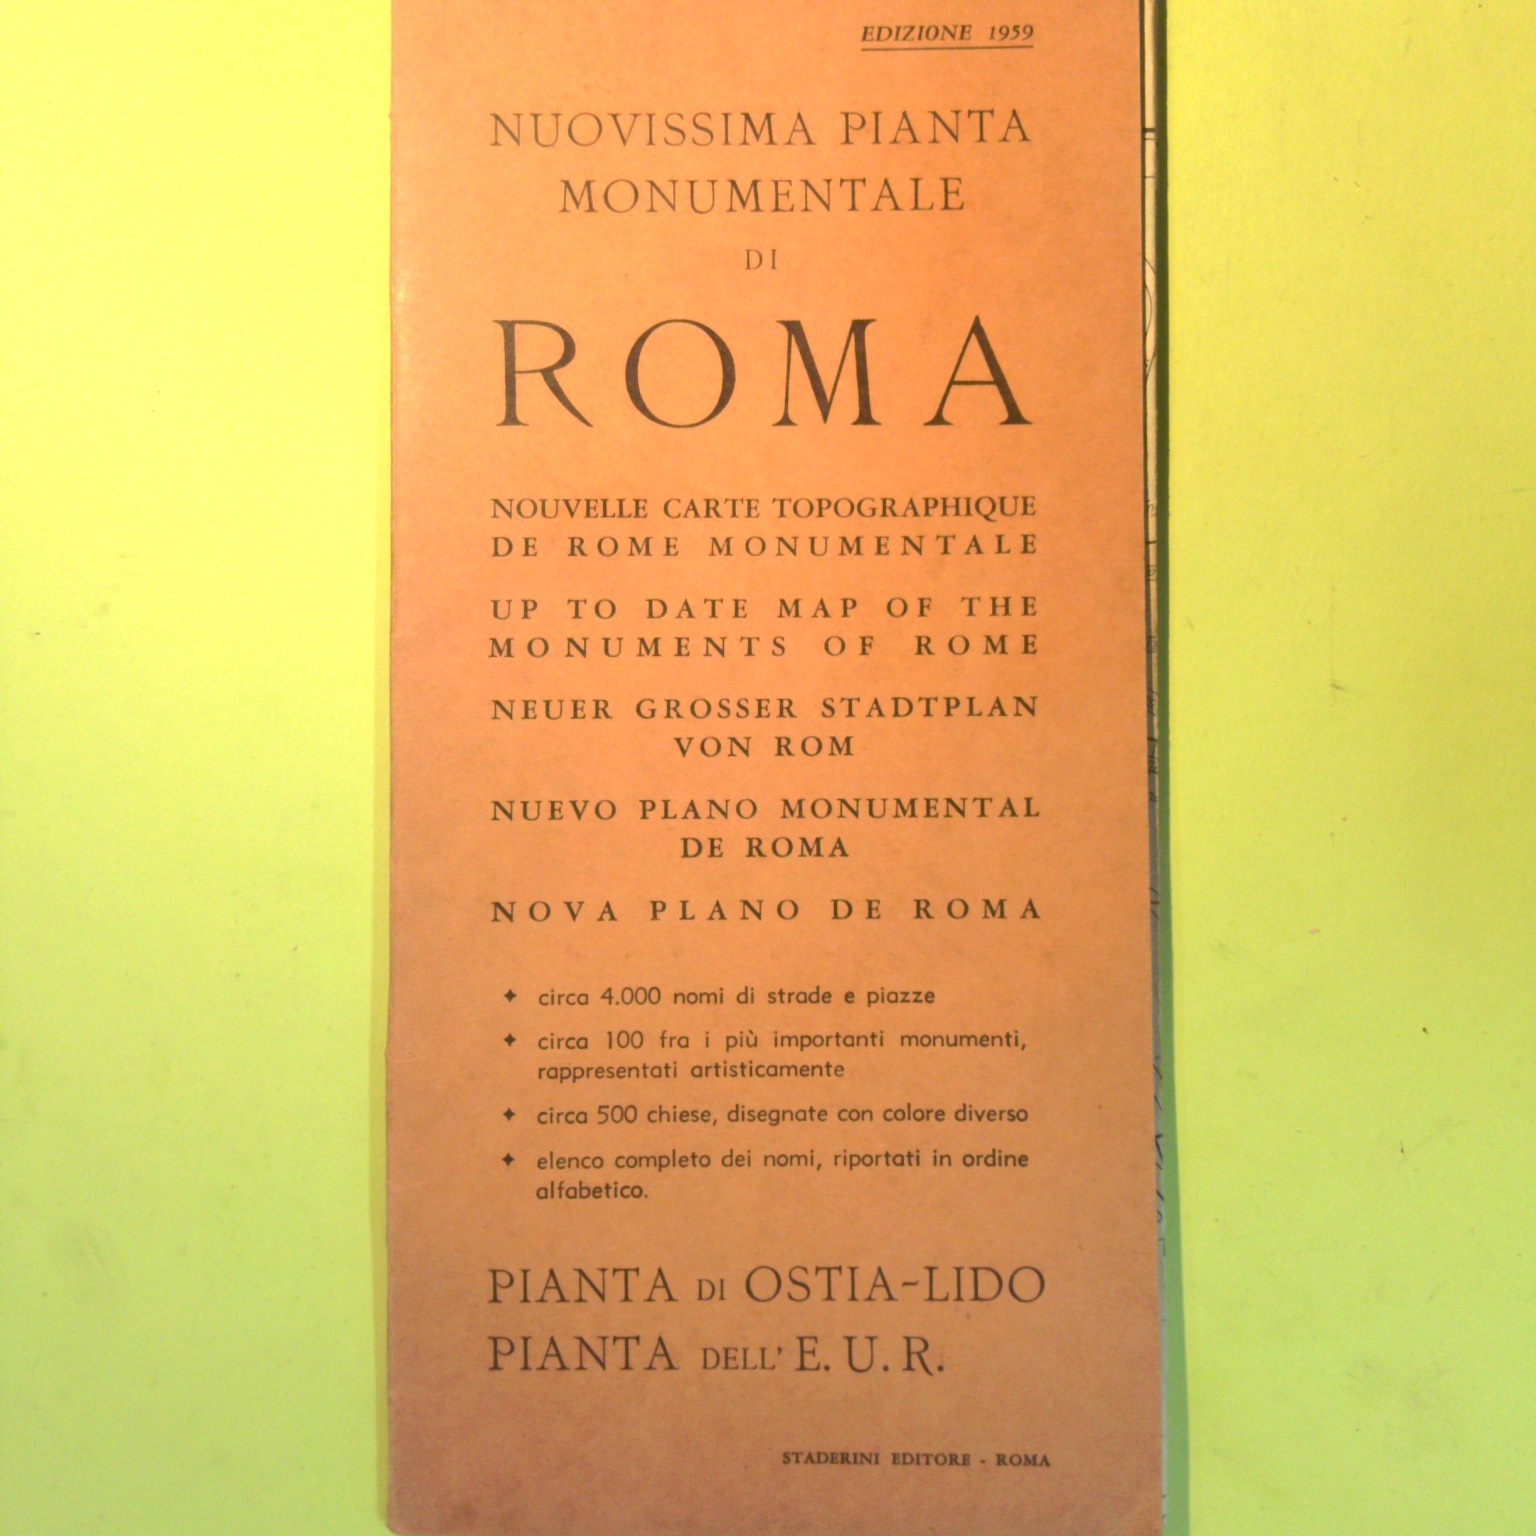 EDIZIONE 1959
NUOVISSIMA PIANTA
MONUMENTALE
DI
ROMA
NOUVELLE CARTE TOPOGRAPHIQUE
DE ROME MONUMENTALE
UP TO DATE MAP OF THE
MONUMENTS OF ROME
NEUER GROSSER STADTPLAN
VON ROM
NUEVO PLANO MONUMENTAL
DE ROMA
NOVA PLANO DE ROMA
✦ circa 4.000 nomi di strade e piazze
✦ circa 100 fra i più importanti monumenti,
rappresentati artisticamente
✦ circa 500 chiese, disegnate con colore diverso
✦ elenco completo dei nomi, riportati in ordine
alfabetico.
PIANTA DI OSTIA-LIDO
PIANTA DELL' E. U. R.
STADERINI EDITORE - ROMA